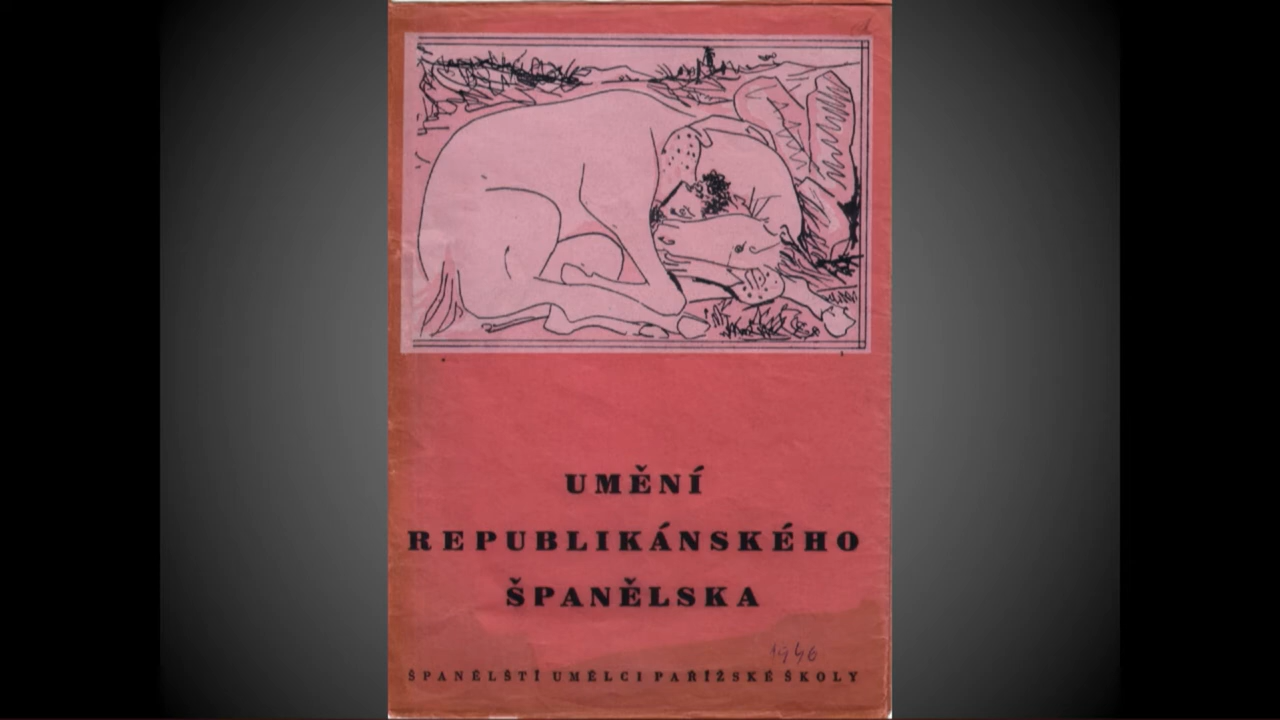 UMĚNÍ
REPUBLIKÁNSKÉHO
ŠPANĚLSKA
1946
ŠPANĚLŠTÍ UMĚLCI PAŘÍŽSKÉ ŠKOLY